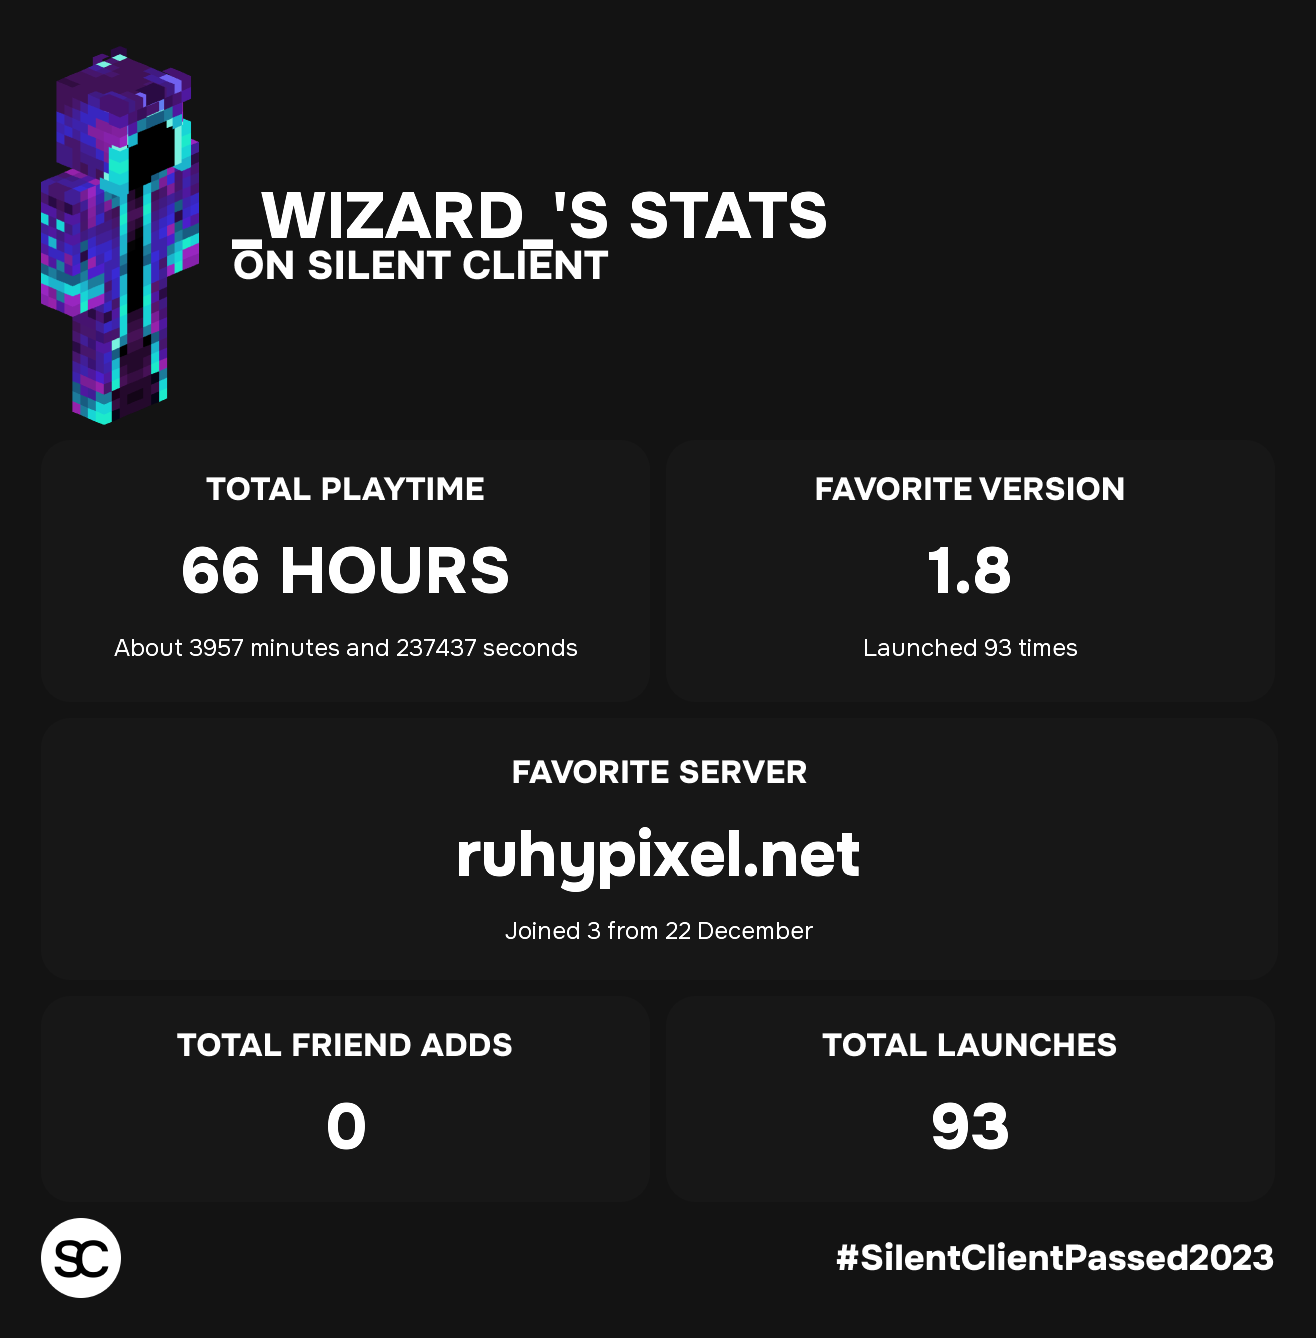 _WIZARD_'S STATS
ON SILENT CLIENT
TOTAL PLAYTIME
66 HOURS
About 3957 minutes and 237437 seconds
FAVORITE VERSION
1.8
Launched 93 times
FAVORITE SERVER
ruhypixel.net
Joined 3 from 22 December
TOTAL FRIEND ADDS
0
TOTAL LAUNCHES
93
SC
#SilentClientPassed2023